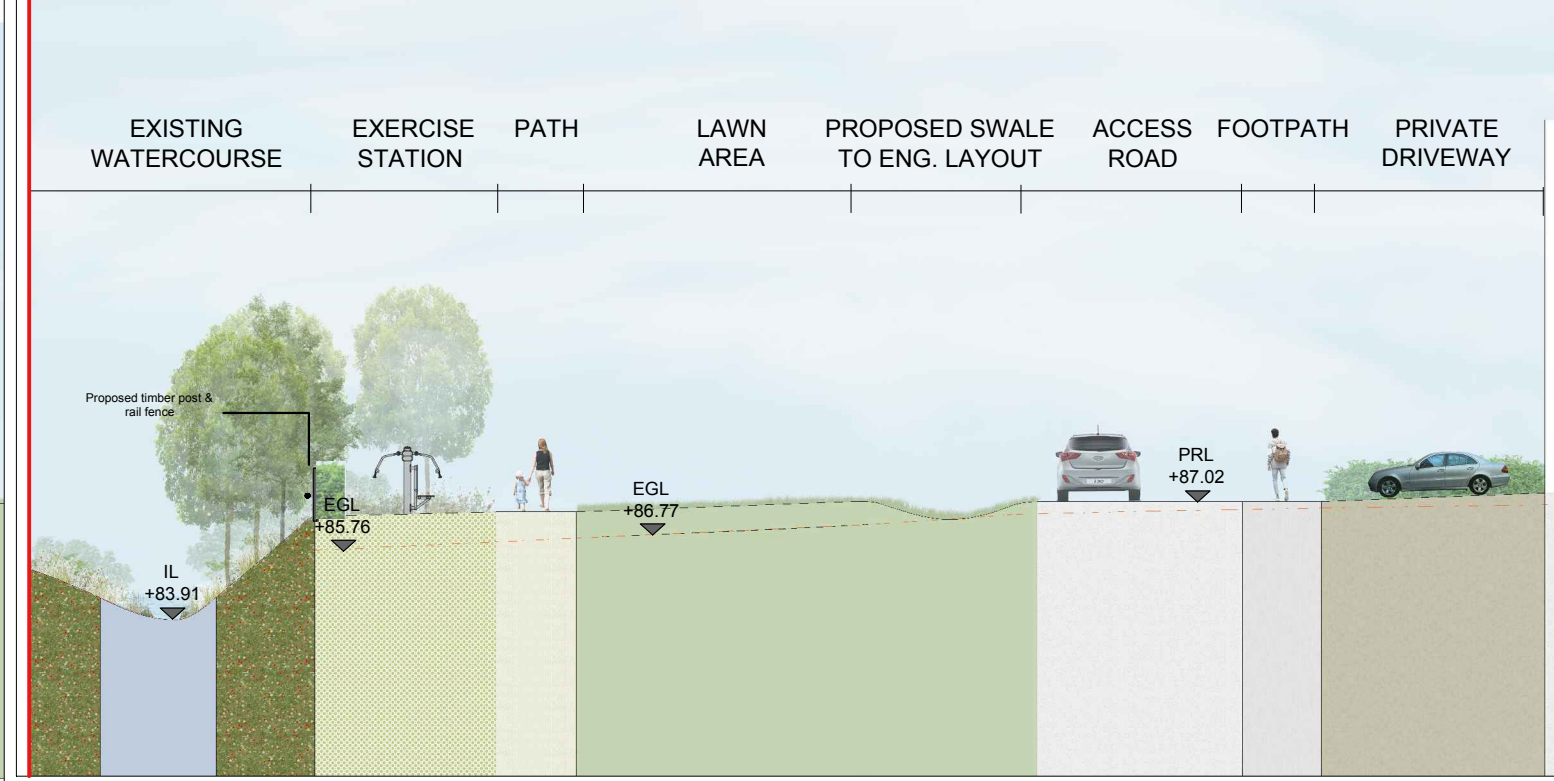 EXISTING
WATERCOURSE
EXERCISE
STATION
PATH
LAWN
AREA
PROPOSED SWALE
TO ENG. LAYOUT
ACCESS
ROAD
FOOTPATH
PRIVATE
DRIVEWAY
Proposed timber post &
rail fence
IL
+83.91
EGL
+85.76
EGL
+86.77
PRL
+87.02